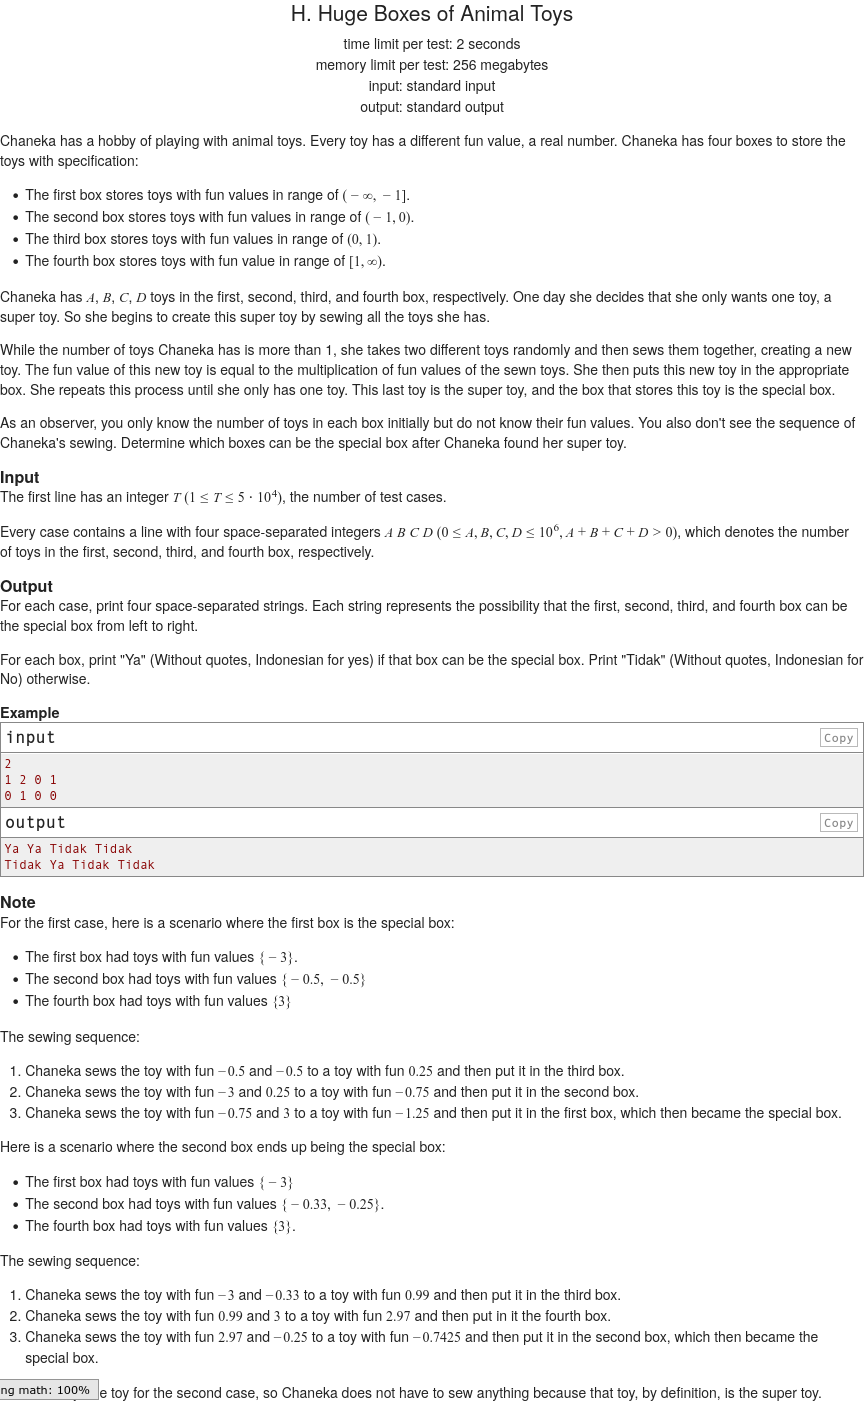 H. Huge Boxes of Animal Toys
time limit per test: 2 seconds
memory limit per test: 256 megabytes
input: standard input
output: standard output
Chaneka has a hobby of playing with animal toys. Every toy has a different fun value, a real number. Chaneka has four boxes to store the
toys with specification:
• The first box stores toys with fun values in range of (−∞, −1].
• The second box stores toys with fun values in range of (−1, 0).
• The third box stores toys with fun values in range of (0, 1).
• The fourth box stores toys with fun value in range of [1, ∞).
Chaneka has A, B, C, D toys in the first, second, third, and fourth box, respectively. One day she decides that she only wants one toy, a
super toy. So she begins to create this super toy by sewing all the toys she has.
While the number of toys Chaneka has is more than 1, she takes two different toys randomly and then sews them together, creating a new
toy. The fun value of this new toy is equal to the multiplication of fun values of the sewn toys. She then puts this new toy in the appropriate
box. She repeats this process until she only has one toy. This last toy is the super toy, and the box that stores this toy is the special box.
As an observer, you only know the number of toys in each box initially but do not know their fun values. You also don't see the sequence of
Chaneka's sewing. Determine which boxes can be the special box after Chaneka found her super toy.
Input
The first line has an integer T (1 ≤ T ≤ 5 · 10⁴), the number of test cases.
Every case contains a line with four space-separated integers A B C D (0 ≤ A, B, C, D ≤ 10⁶, A + B + C + D > 0), which denotes the number
of toys in the first, second, third, and fourth box, respectively.
Output
For each case, print four space-separated strings. Each string represents the possibility that the first, second, third, and fourth box can be
the special box from left to right.
For each box, print "Ya" (Without quotes, Indonesian for yes) if that box can be the special box. Print "Tidak" (Without quotes, Indonesian for
No) otherwise.
Example
input Copy
2
1 2 0 1
0 1 0 0
output Copy
Ya Ya Tidak Tidak
Tidak Ya Tidak Tidak
Note
For the first case, here is a scenario where the first box is the special box:
• The first box had toys with fun values {−3}.
• The second box had toys with fun values {−0.5, −0.5}
• The fourth box had toys with fun values {3}
The sewing sequence:
1. Chaneka sews the toy with fun −0.5 and −0.5 to a toy with fun 0.25 and then put it in the third box.
2. Chaneka sews the toy with fun −3 and 0.25 to a toy with fun −0.75 and then put it in the second box.
3. Chaneka sews the toy with fun −0.75 and 3 to a toy with fun −1.25 and then put it in the first box, which then became the special box.
Here is a scenario where the second box ends up being the special box:
• The first box had toys with fun values {−3}
• The second box had toys with fun values {−0.33, −0.25}.
• The fourth box had toys with fun values {3}.
The sewing sequence:
1. Chaneka sews the toy with fun −3 and −0.33 to a toy with fun 0.99 and then put it in the third box.
2. Chaneka sews the toy with fun 0.99 and 3 to a toy with fun 2.97 and then put in it the fourth box.
3. Chaneka sews the toy with fun 2.97 and −0.25 to a toy with fun −0.7425 and then put it in the second box, which then became the
special box.
ng math: 100% e toy for the second case, so Chaneka does not have to sew anything because that toy, by definition, is the super toy.